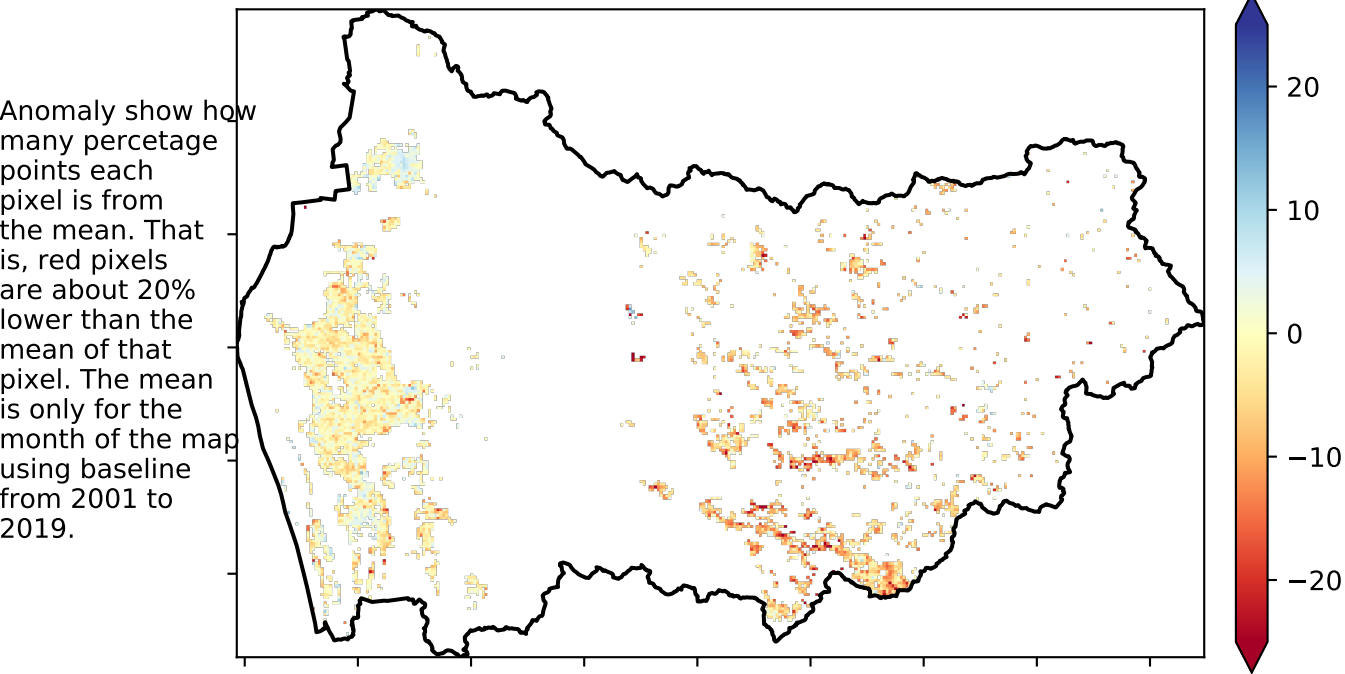 Anomaly show how
many percetage
points each
pixel is from
the mean. That
is, red pixels
are about 20%
lower than the
mean of that
pixel. The mean
is only for the
month of the map
using baseline
from 2001 to
2019.
20
10
0
−10
−20